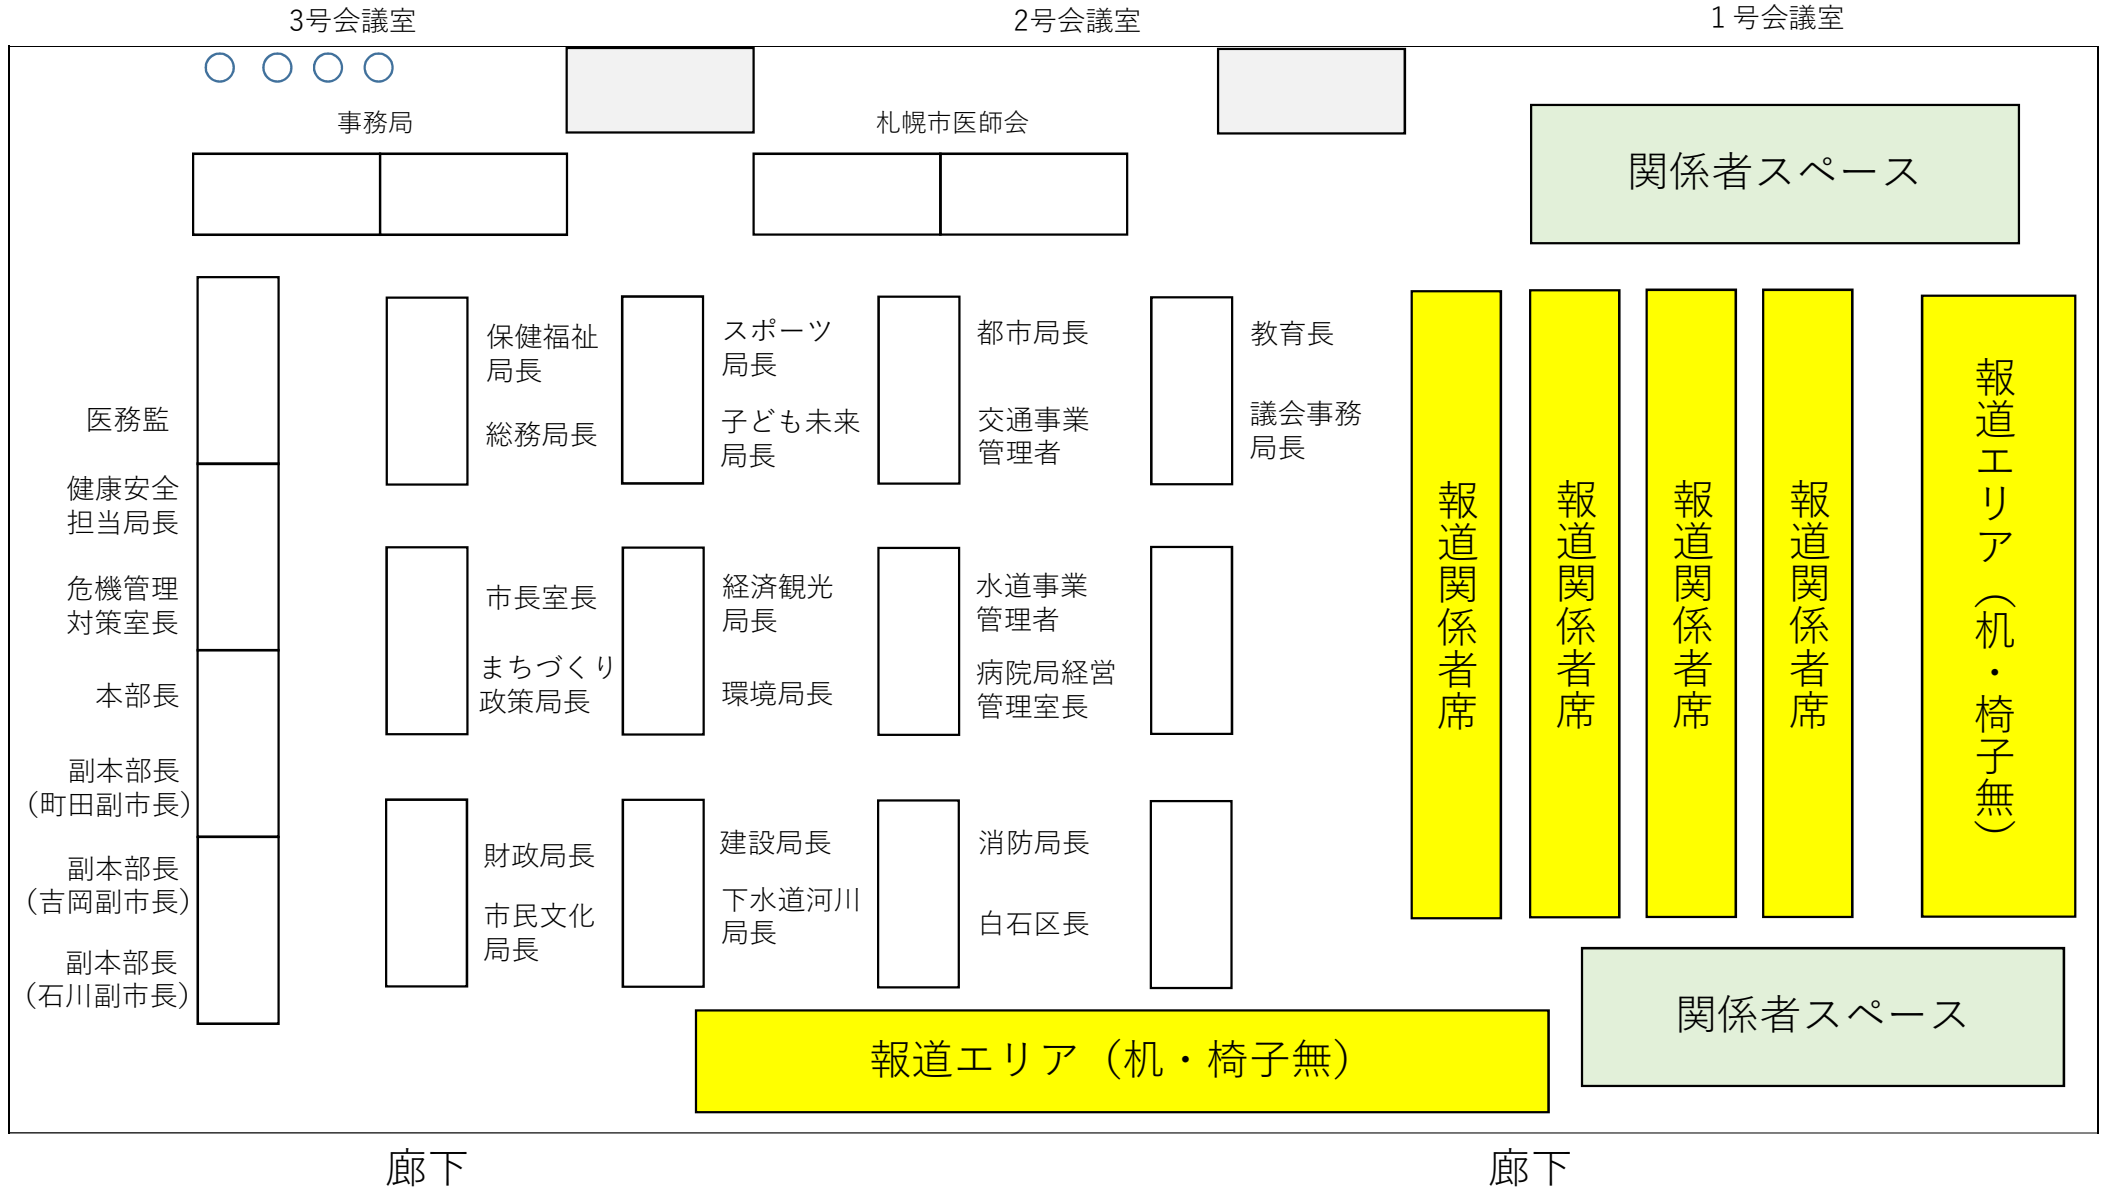 3号会議室
2号会議室
１号会議室
事務局
札幌市医師会
関係者スペース
医務監
健康安全
担当局長
危機管理
対策室長
本部長
副本部長
（町田副市長）
副本部長
（吉岡副市長）
副本部長
（石川副市長）
保健福祉
局長
総務局長
市長室長
まちづくり
政策局長
財政局長
市民文化
局長
スポーツ
局長
子ども未来
局長
経済観光
局長
環境局長
建設局長
下水道河川
局長
都市局長
交通事業
管理者
水道事業
管理者
病院局経営
管理室長
消防局長
白石区長
教育長
議会事務
局長
報道関係者席
報道関係者席
報道関係者席
報道関係者席
報道エリア（机・椅子無）
関係者スペース
報道エリア（机・椅子無）
廊下
廊下